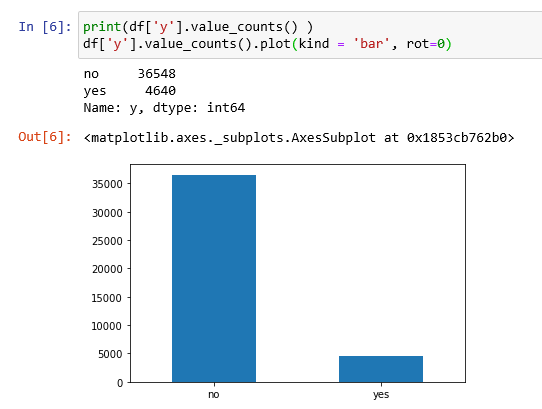 In [6]: print(df['y'].value_counts() )
df['y'].value_counts().plot(kind = 'bar', rot=0)
no     36548
yes     4640
Name: y, dtype: int64
Out[6]: <matplotlib.axes._subplots.AxesSubplot at 0x1853cb762b0>
35000
30000
25000
20000
15000
10000
5000
0
no yes